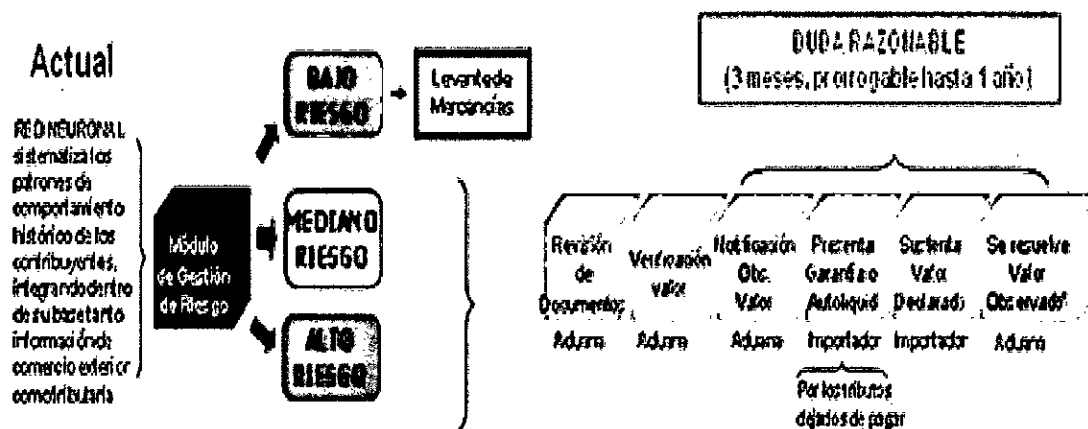 Actual
RED NEURONAL
sistematiza los
patrones de
comportamiento
histórico de los
contribuyentes,
integrando dentro
de su base tanto
información de
comercio exterior
como tributaria
Módulo
de Gestión
de Riesgo
BAJO
RIESGO
Levante de
Mercancías
MEDIANO
RIESGO
ALTO
RIESGO
DUDA RAZONABLE
(3 meses, prorrogable hasta 1 año)
Revisión
de
Documentos
Aduana
Verificación
valor
Aduana
Notificación
Obs.
Valor
Aduana
Presenta
Garantía o
Autoliquid
Importador
Por los tributos
dejados de pagar
Sustenta
Valor
Declarado
Importador
Se resuelve
Valor
Observado
Aduana